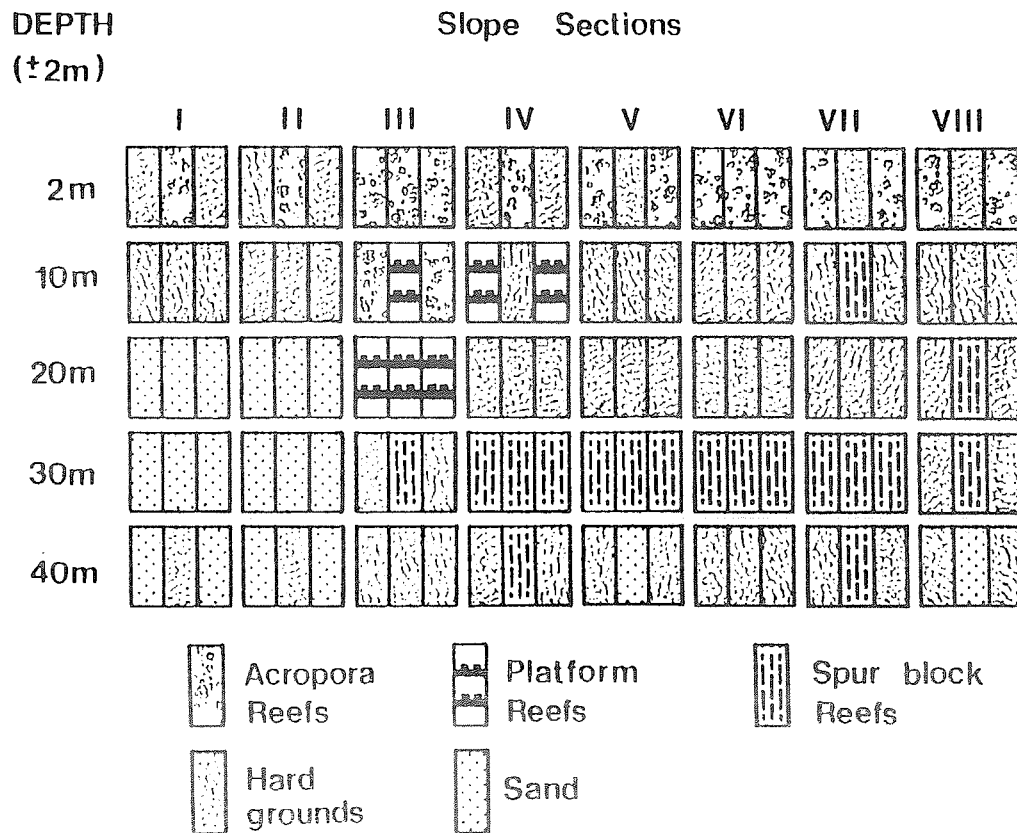 DEPTH
(±2m)
Slope Sections
I II III IV V VI VII VIII
2m
10m
20m
30m
40m
Acropora
Reefs
Platform
Reefs
Spur block
Reefs
Hard
grounds
Sand